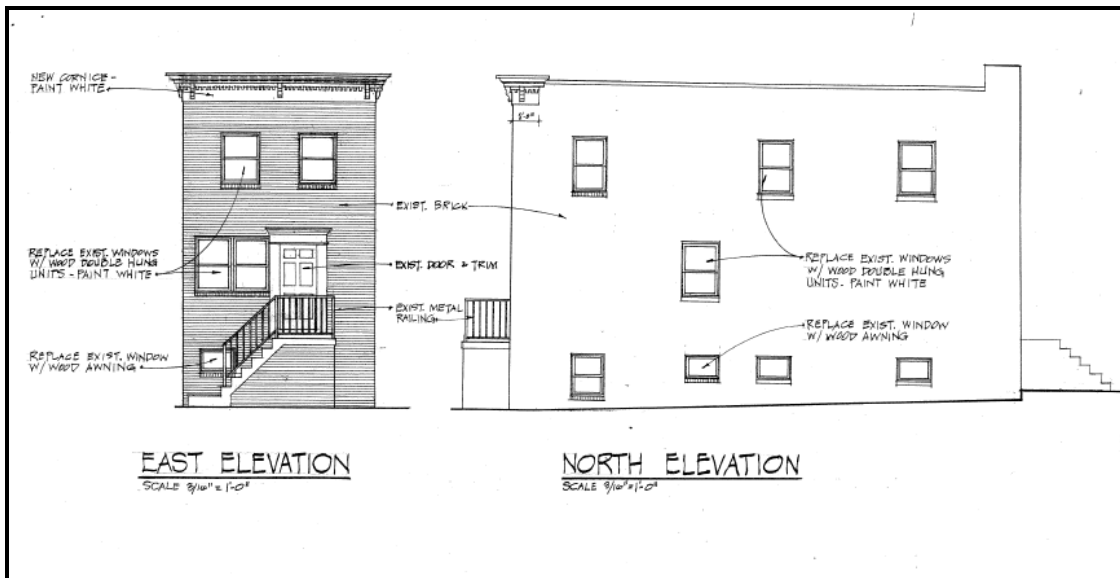 NEW CORNICE -
PAINT WHITE
2'-0"
EXIST. BRICK
REPLACE EXIST. WINDOWS
W/ WOOD DOUBLE HUNG
UNITS - PAINT WHITE
EXIST. DOOR & TRIM
REPLACE EXIST. WINDOWS
W/ WOOD DOUBLE HUNG
UNITS - PAINT WHITE
EXIST. METAL
RAILING
REPLACE EXIST. WINDOW
W/ WOOD AWNING
REPLACE EXIST. WINDOW
W/ WOOD AWNING
EAST ELEVATION
SCALE 3/16" = 1'-0"
NORTH ELEVATION
SCALE 3/16" = 1'-0"